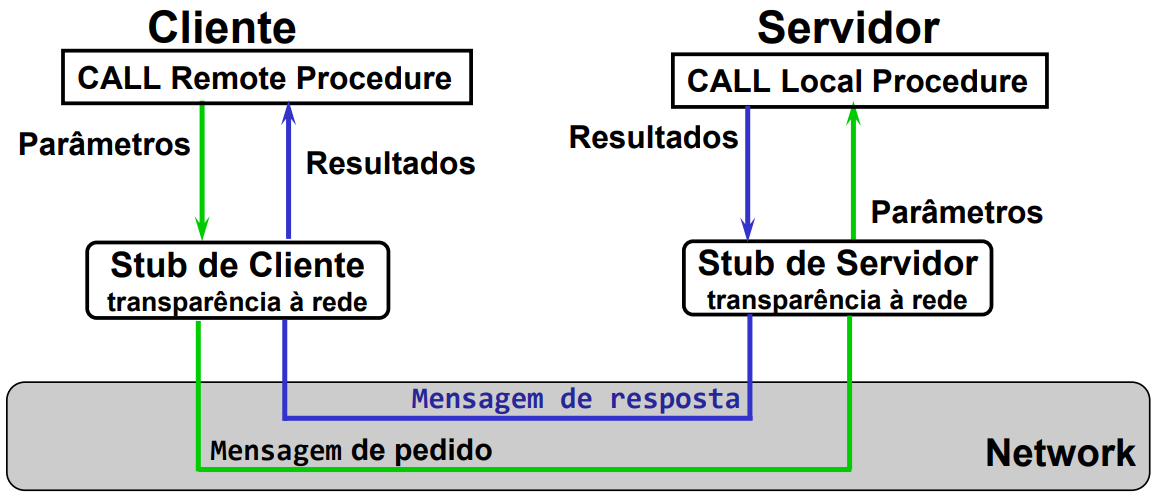 Cliente
CALL Remote Procedure
Parâmetros
Resultados
Stub de Cliente
transparência à rede
Servidor
CALL Local Procedure
Resultados
Parâmetros
Stub de Servidor
transparência à rede
Mensagem de resposta
Mensagem de pedido
Network